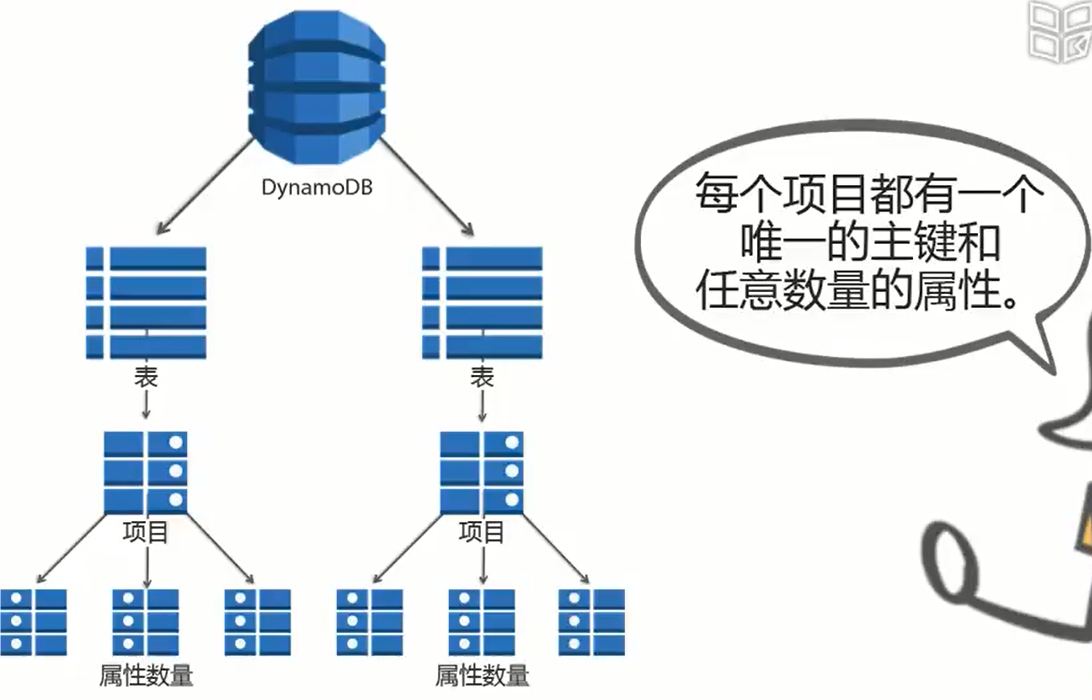 DynamoDB
表
表
项目
项目
属性数量
属性数量
每个项目都有一个
唯一的主键和
任意数量的属性。